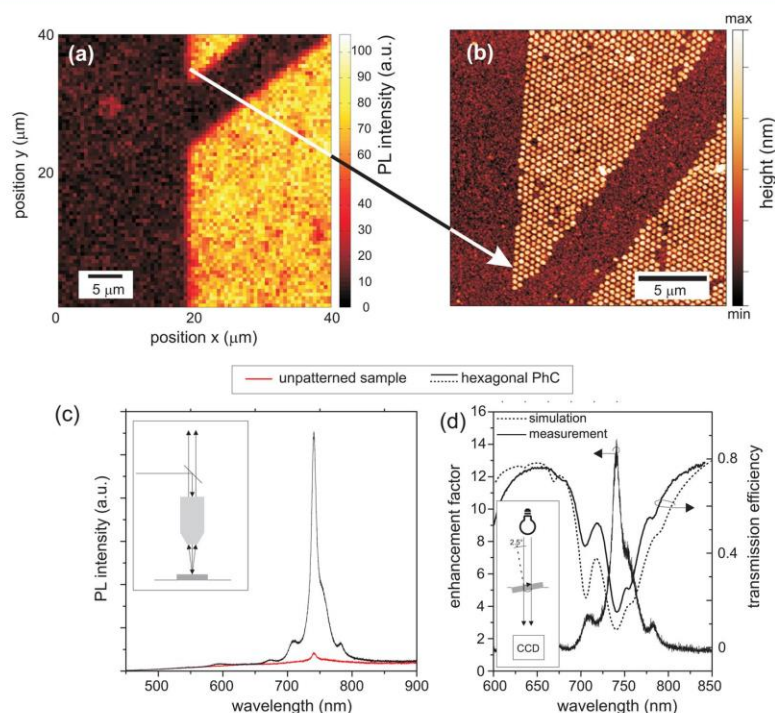 (a)
40
20
0
position y (μm)
5 μm
0
20
40
position x (μm)
100
90
80
70
60
50
40
30
20
10
0
PL intensity (a.u.)
(b)
5 μm
max
min
height (nm)
unpatterned sample
hexagonal PhC
(c)
PL intensity (a.u.)
500
600
700
800
900
wavelength (nm)
(d)
simulation
measurement
16
14
12
10
8
6
4
2
0
enhancement factor
2.5°
CCD
0.8
0.4
0
transmission efficiency
600
650
700
750
800
850
wavelength (nm)